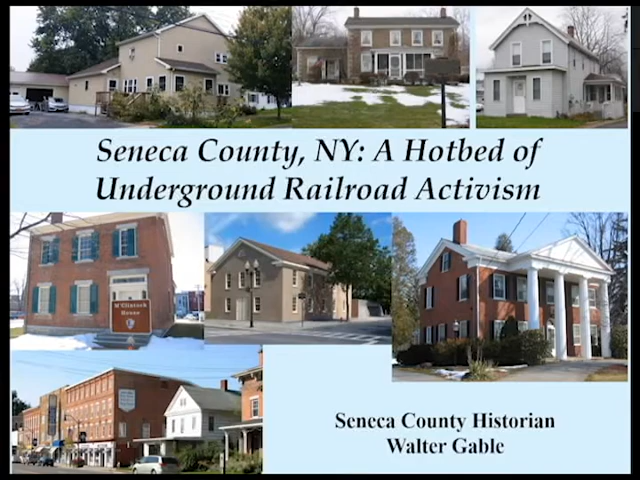 Seneca County, NY: A Hotbed of
Underground Railroad Activism
M'Clintock
House
Seneca County Historian
Walter Gable